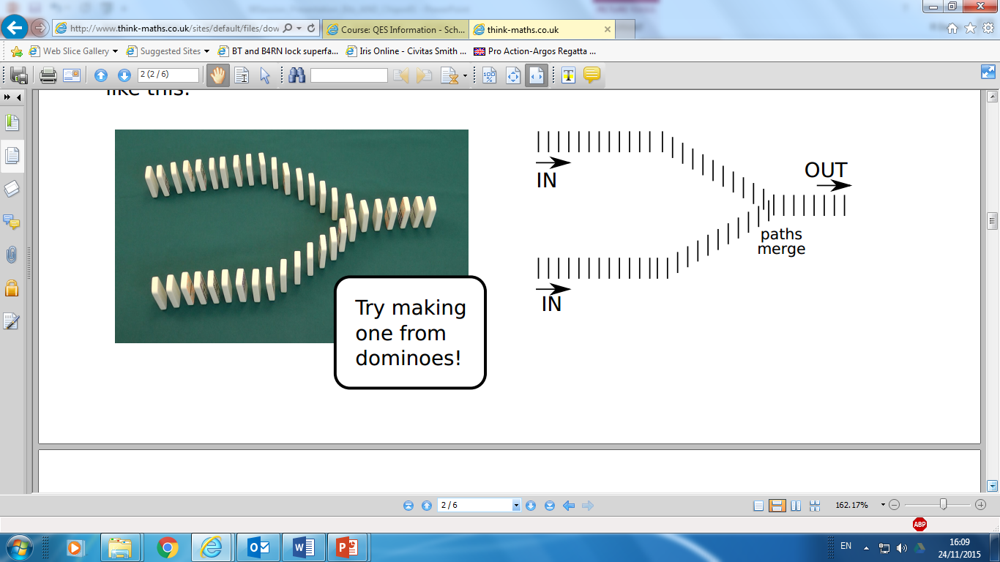 http://www.think-maths.co.uk/sites/default/files/dow
Course: QES Information - Sch...
think-maths.co.uk
Web Slice Gallery
Suggested Sites
BT and B4RN lock superfa...
Iris Online - Civitas Smith ...
Pro Action-Argos Regatta ...
2 (2 / 6)
like this:
IN
OUT
paths
merge
IN
Try making
one from
dominoes!
2 / 6
162.17%
ABP
EN
16:09
24/11/2015